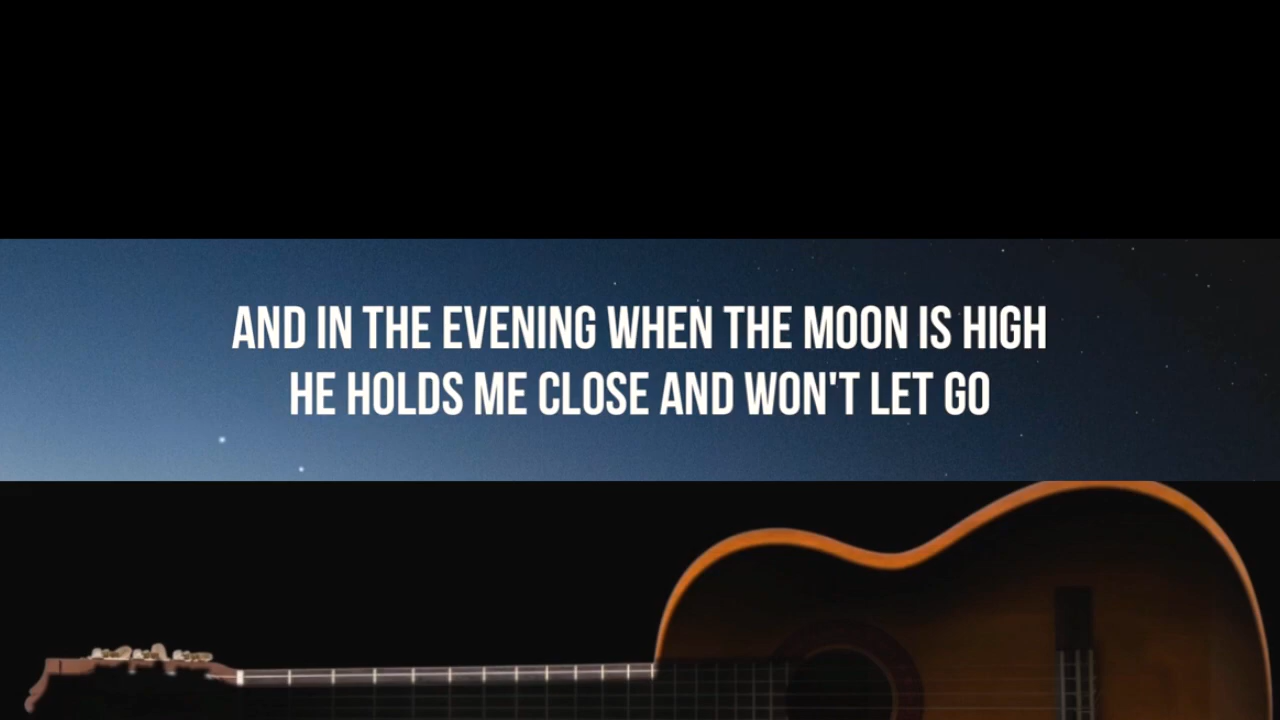 AND IN THE EVENING WHEN THE MOON IS HIGH
HE HOLDS ME CLOSE AND WON'T LET GO